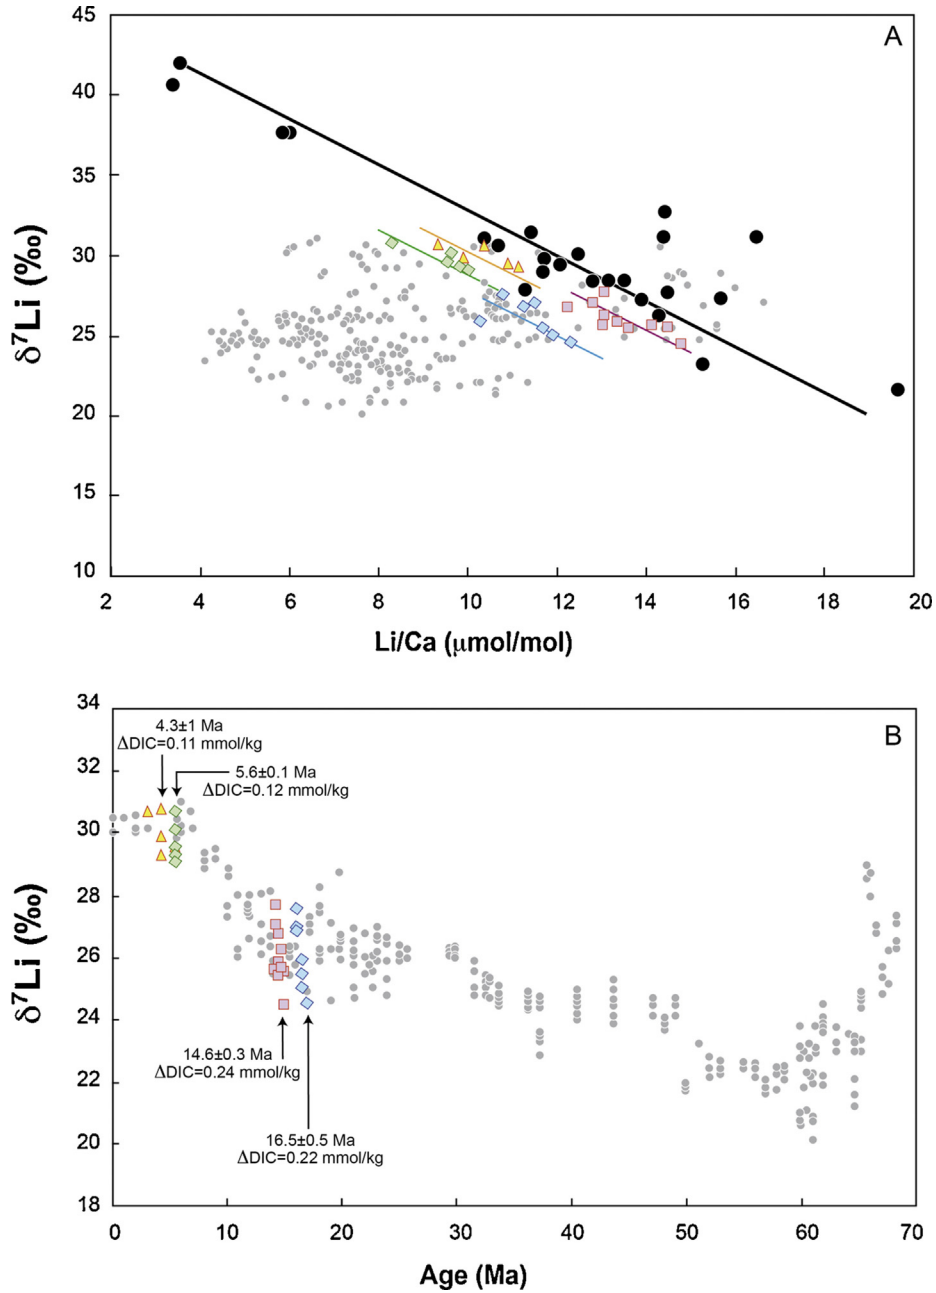 A
45
40
35
30
25
20
15
10
δ⁷Li (‰)
2 4 6 8 10 12 14 16 18 20
Li/Ca (μmol/mol)
B
34
32
30
28
26
24
22
20
18
δ⁷Li (‰)
4.3±1 Ma
ΔDIC=0.11 mmol/kg
5.6±0.1 Ma
ΔDIC=0.12 mmol/kg
14.6±0.3 Ma
ΔDIC=0.24 mmol/kg
16.5±0.5 Ma
ΔDIC=0.22 mmol/kg
0 10 20 30 40 50 60 70
Age (Ma)